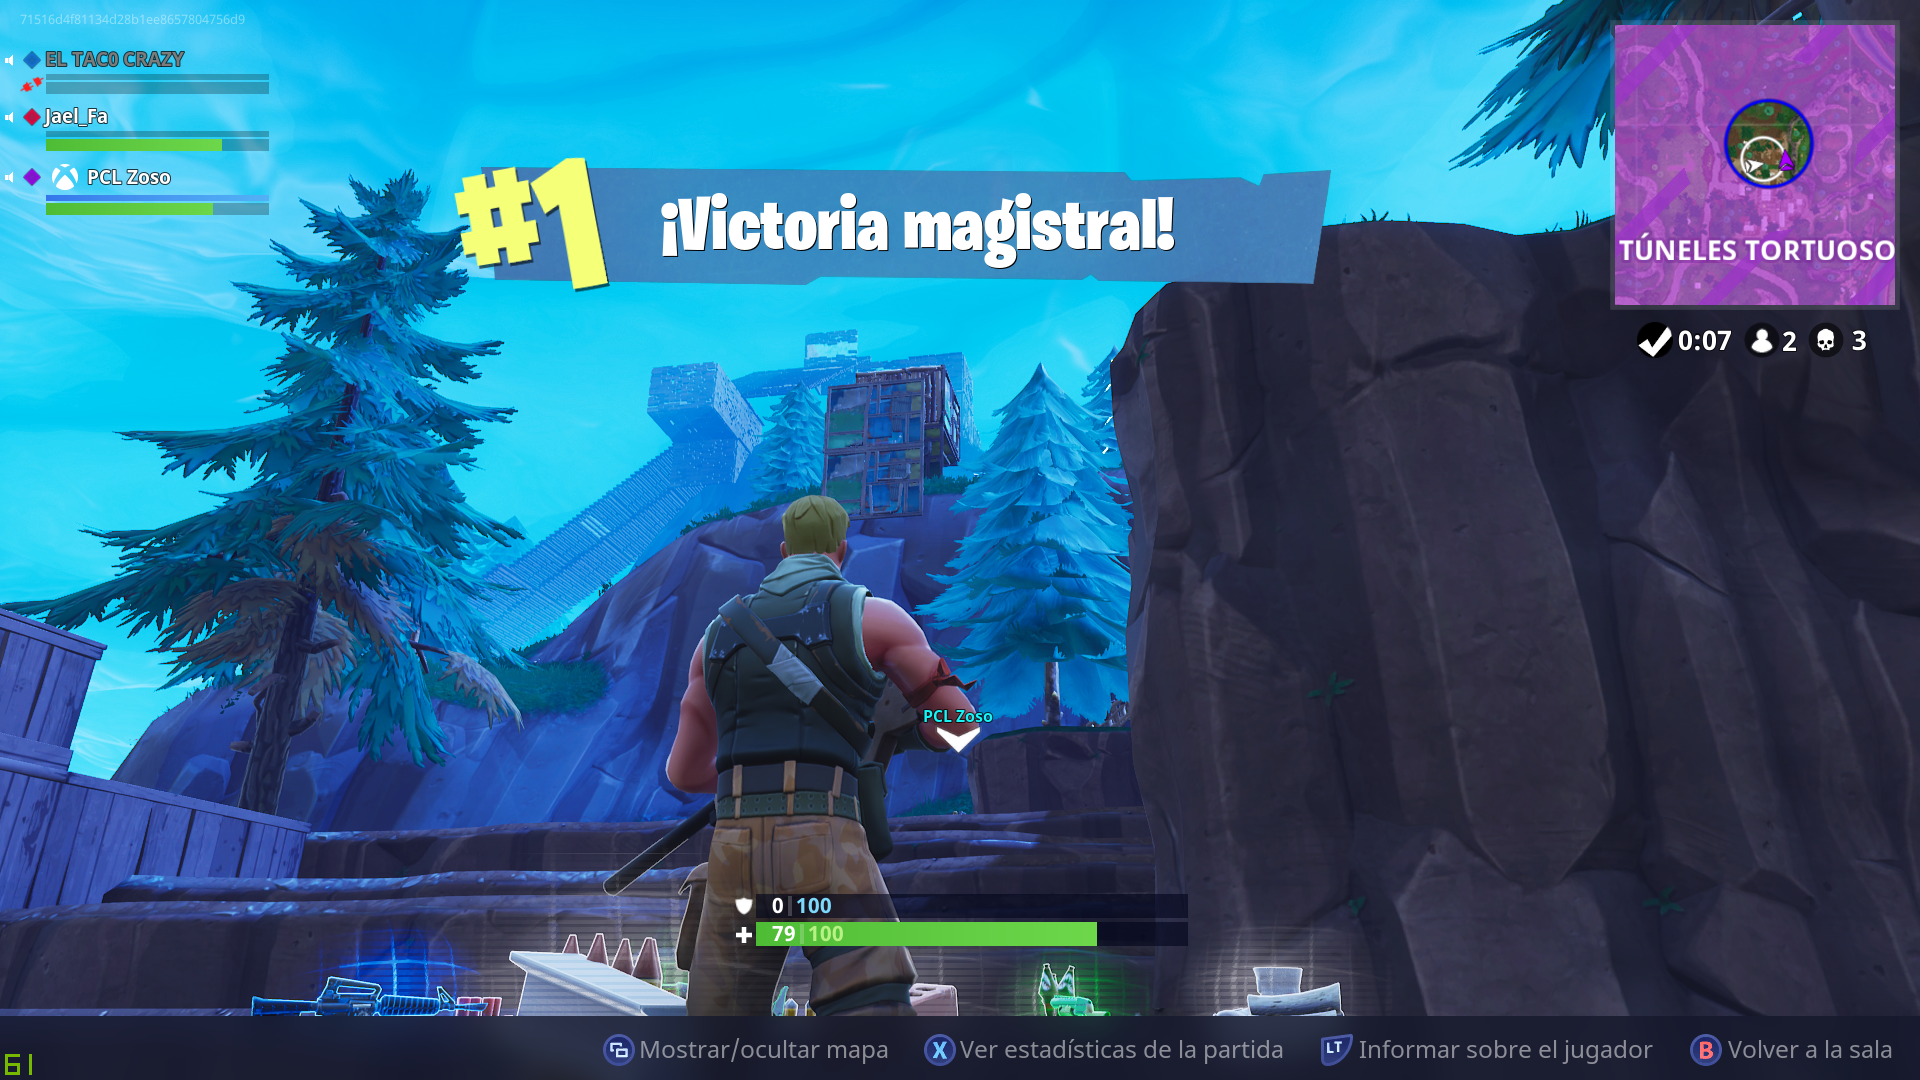 71516d4f81134d28b1ee8657804756d9
EL TAC0 CRAZY
Jael_Fa
PCL Zoso
#1
¡Victoria magistral!
TÚNELES TORTUOSO
0:07 2 3
PCL Zoso
0 | 100
79 | 100
Mostrar/ocultar mapa
X Ver estadísticas de la partida
LT Informar sobre el jugador
B Volver a la sala
61